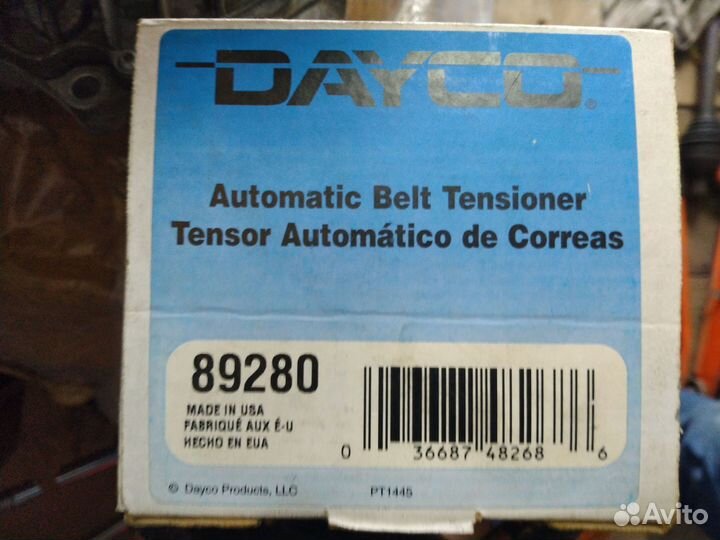 DAYCO®
Automatic Belt Tensioner
Tensor Automático de Correas
89280
MADE IN USA
FABRIQUÉ AUX É-U
HECHO EN EUA
0 36687 48268 6
© Dayco Products, LLC PT1445
Avito